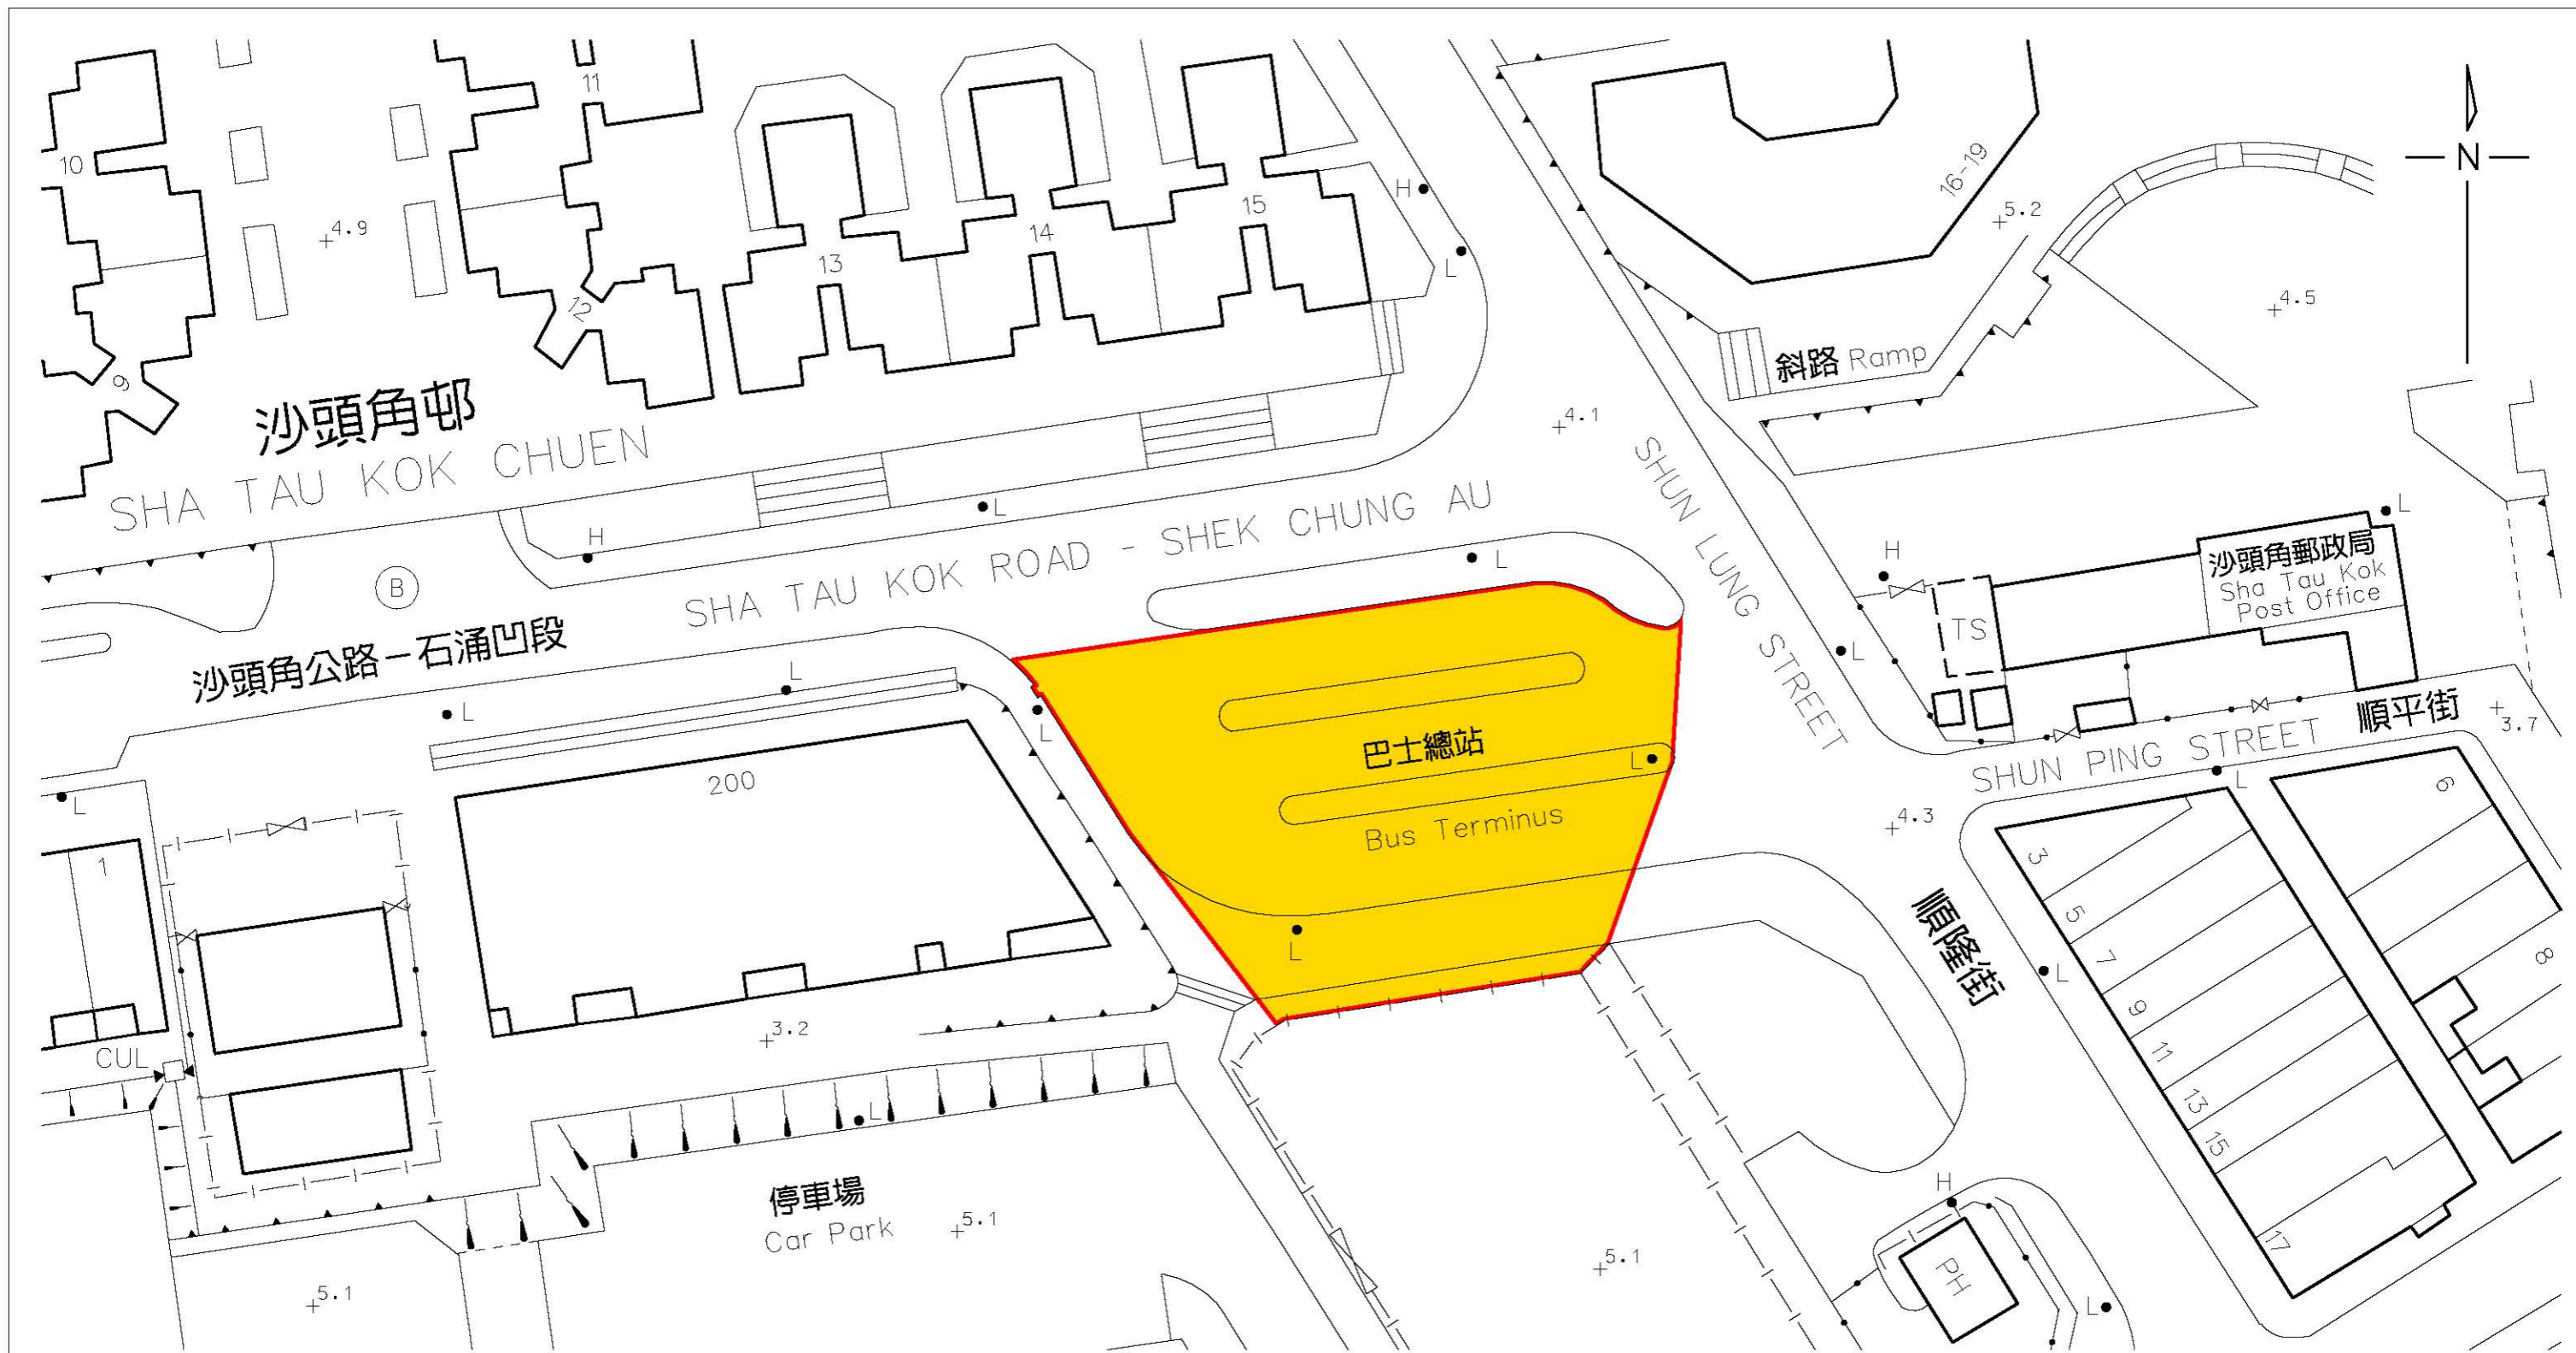 11
10
4.9
13
14
15
12
9
H
L
16-19
5.2
4.5
N
斜路 Ramp
4.1
沙頭角邨
SHA TAU KOK CHUEN
H
L
B
沙頭角公路－石涌凹段
SHA TAU KOK ROAD - SHEK CHUNG AU
L
SHUN LUNG STREET
順隆街
H
L
TS
L
沙頭角郵政局
Sha Tau Kok
Post Office
SHUN PING STREET
順平街
3.7
L
L
L
L
L
200
巴士總站
Bus Terminus
L
L
4.3
L
3
5
7
9
11
13
15
17
6
8
L
1
CUL
3.2
L
停車場
Car Park
5.1
5.1
5.1
H
PH
L